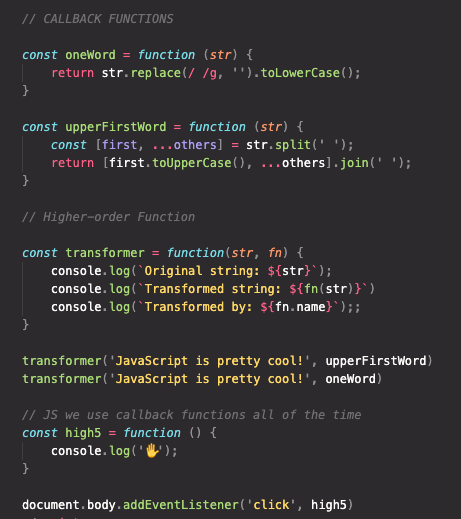 // CALLBACK FUNCTIONS
const oneWord = function (str) {
return str.replace(/ /g, '').toLowerCase();
}
const upperFirstWord = function (str) {
const [first, ...others] = str.split(' ');
return [first.toUpperCase(), ...others].join(' ');
}
// Higher-order Function
const transformer = function(str, fn) {
console.log(`Original string: ${str}`);
console.log(`Transformed string: ${fn(str)}`)
console.log(`Transformed by: ${fn.name}`);;
}
transformer('JavaScript is pretty cool!', upperFirstWord)
transformer('JavaScript is pretty cool!', oneWord)
// JS we use callback functions all of the time
const high5 = function () {
console.log('👋');
}
document.body.addEventListener('click', high5)